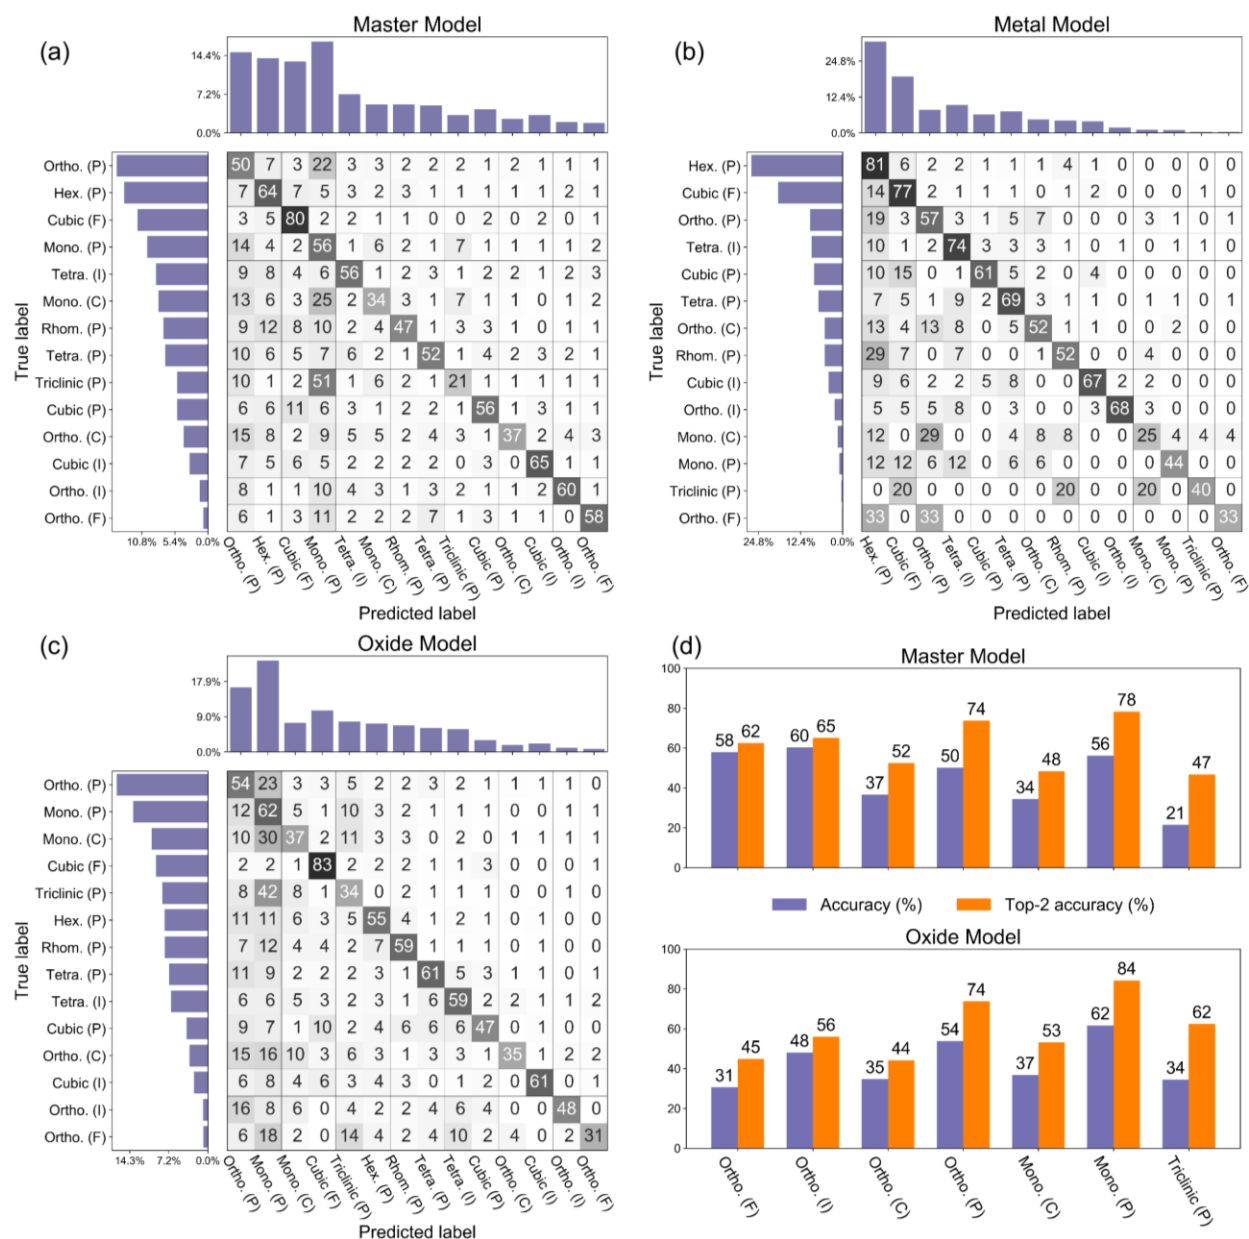 (a)
Master Model
14.4%
7.2%
0.0%
True label
Ortho. (P) 50 7 3 22 3 3 2 2 2 1 2 1 1 1
Hex. (P) 7 64 7 5 3 2 3 1 1 1 1 1 2 1
Cubic (F) 3 5 80 2 2 1 1 0 0 2 0 2 0 1
Mono. (P) 14 4 2 56 1 6 2 1 7 1 1 1 1 2
Tetra. (I) 9 8 4 6 56 1 2 3 1 2 2 1 2 3
Mono. (C) 13 6 3 25 2 34 3 1 7 1 1 0 1 2
Rhom. (P) 9 12 8 10 2 4 47 1 3 3 1 0 1 1
Tetra. (P) 10 6 5 7 6 2 1 52 1 4 2 3 2 1
Triclinic (P) 10 1 2 51 1 6 2 1 21 1 1 1 1 1
Cubic (P) 6 6 11 6 3 1 2 2 1 56 1 3 1 1
Ortho. (C) 15 8 2 9 5 5 2 4 3 1 37 2 4 3
Cubic (I) 7 5 6 5 2 2 2 2 0 3 0 65 1 1
Ortho. (I) 8 1 1 10 4 3 1 3 2 1 1 2 60 1
Ortho. (F) 6 1 3 11 2 2 2 7 1 3 1 1 0 58
10.8% 5.4% 0.0%
Ortho. (P) Hex. (P) Cubic (F) Mono. (P) Tetra. (I) Mono. (C) Rhom. (P) Tetra. (P) Triclinic (P) Cubic (P) Ortho. (C) Cubic (I) Ortho. (I) Ortho. (F)
Predicted label
(b)
Metal Model
24.8%
12.4%
0.0%
True label
Hex. (P) 81 6 2 2 1 1 1 4 1 0 0 0 0 0
Cubic (F) 14 77 2 1 1 1 0 1 2 0 0 0 1 0
Ortho. (P) 19 3 57 3 1 5 7 0 0 0 3 1 0 1
Tetra. (I) 10 1 2 74 3 3 3 1 0 1 0 1 1 0
Cubic (P) 10 15 0 1 61 5 2 0 4 0 0 0 0 0
Tetra. (P) 7 5 1 9 2 69 3 1 1 0 1 1 0 1
Ortho. (C) 13 4 13 8 0 5 52 1 1 0 0 2 0 0
Rhom. (P) 29 7 0 7 0 0 1 52 0 0 4 0 0 0
Cubic (I) 9 6 2 2 5 8 0 0 67 2 2 0 0 0
Ortho. (I) 5 5 5 8 0 3 0 0 3 68 3 0 0 0
Mono. (C) 12 0 29 0 0 4 8 8 0 0 25 4 4 4
Mono. (P) 12 12 6 12 0 6 6 0 0 0 0 44 0 0
Triclinic (P) 0 20 0 0 0 0 0 20 0 0 20 0 40 0
Ortho. (F) 33 0 33 0 0 0 0 0 0 0 0 0 0 33
24.8% 12.4% 0.0%
Hex. (P) Cubic (F) Ortho. (P) Tetra. (I) Cubic (P) Tetra. (P) Ortho. (C) Rhom. (P) Cubic (I) Ortho. (I) Mono. (C) Mono. (P) Triclinic (P) Ortho. (F)
Predicted label
(c)
Oxide Model
17.9%
9.0%
0.0%
True label
Ortho. (P) 54 23 3 3 5 2 2 3 2 1 1 1 1 0
Mono. (P) 12 62 5 1 10 3 2 1 1 1 0 0 1 1
Mono. (C) 10 30 37 2 11 3 3 0 2 0 1 1 1 1
Cubic (F) 2 2 1 83 2 2 2 1 1 3 0 0 0 1
Triclinic (P) 8 42 8 1 34 0 2 1 1 1 1 0 1 0
Hex. (P) 11 11 6 3 5 55 4 1 2 1 0 1 0 1
Rhom. (P) 7 12 4 4 2 7 59 1 1 1 0 1 0 1
Tetra. (P) 11 9 2 2 2 3 1 61 5 3 1 1 0 1
Tetra. (I) 6 6 5 3 2 3 1 6 59 2 2 1 1 2
Cubic (P) 9 7 1 10 2 4 6 6 6 47 0 1 0 0
Ortho. (C) 15 16 10 3 6 3 1 3 3 1 35 1 2 2
Cubic (I) 6 8 4 6 3 4 3 0 1 2 0 61 0 1
Ortho. (I) 16 8 6 0 4 2 2 4 6 4 0 0 48 0
Ortho. (F) 6 18 2 0 14 4 2 4 10 2 4 0 2 31
14.3% 7.2% 0.0%
Ortho. (P) Mono. (P) Mono. (C) Cubic (F) Triclinic (P) Hex. (P) Rhom. (P) Tetra. (P) Tetra. (I) Cubic (P) Ortho. (C) Cubic (I) Ortho. (I) Ortho. (F)
Predicted label
(d)
Master Model
100
80
60
40
20
0
58 62 60 65 37 52 50 74 34 48 56 78 21 47
Accuracy (%) Top-2 accuracy (%)
Oxide Model
100
80
60
40
20
0
31 45 48 56 35 44 54 74 37 53 62 84 34 62
Ortho. (F) Ortho. (I) Ortho. (C) Ortho. (P) Mono. (C) Mono. (P) Triclinic (P)